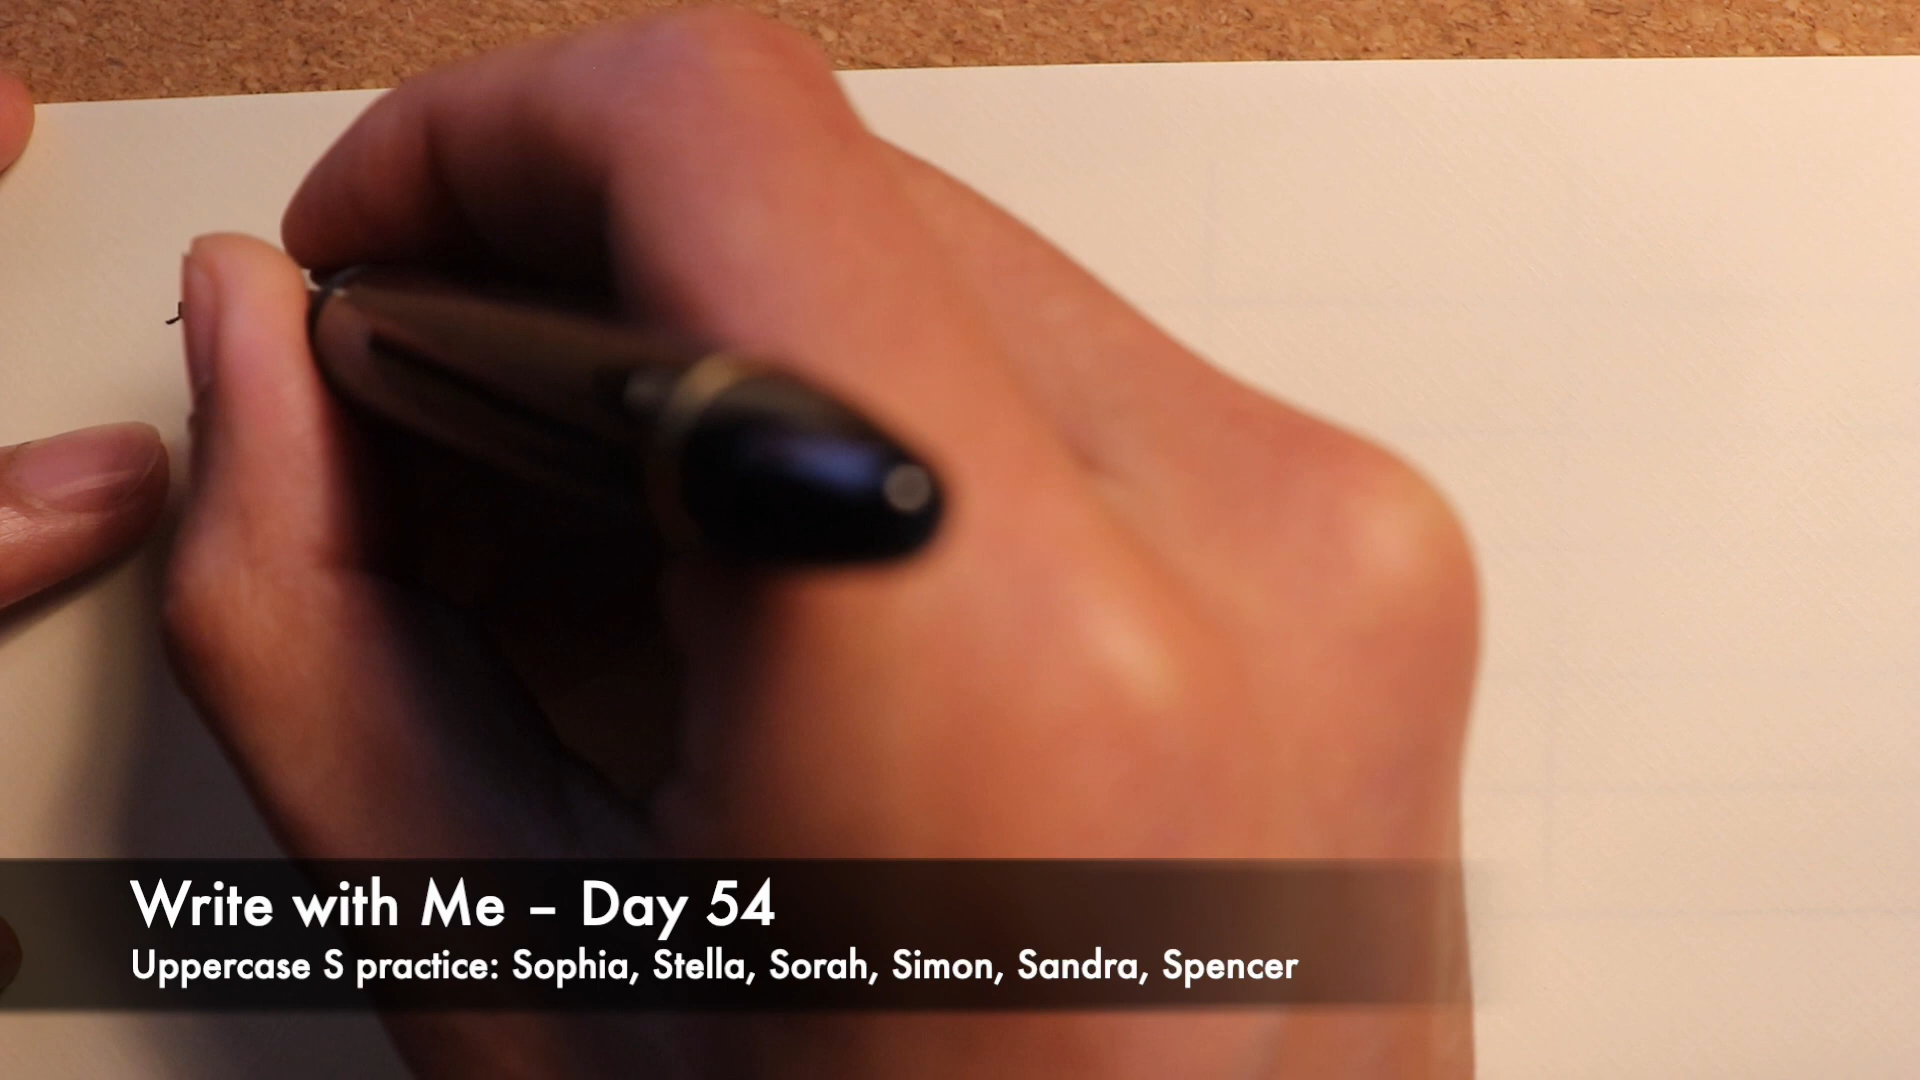 Write with Me – Day 54
Uppercase S practice: Sophia, Stella, Sorah, Simon, Sandra, Spencer